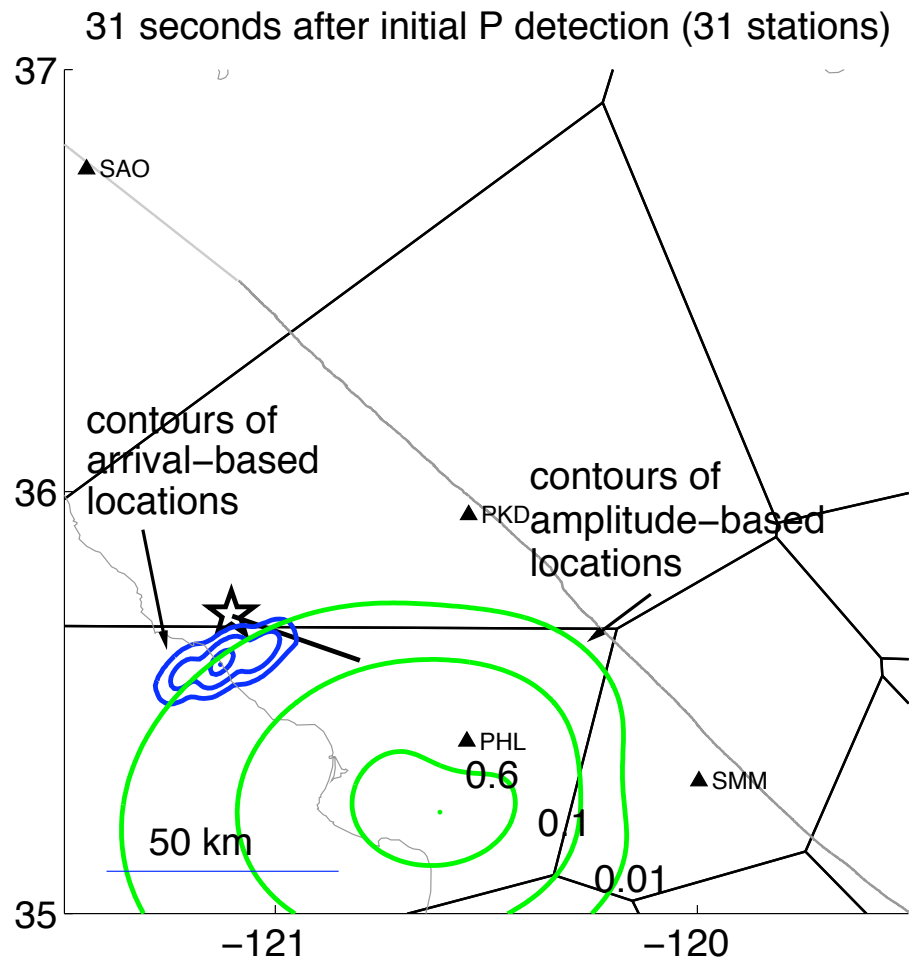 31 seconds after initial P detection (31 stations)
37
SAO
contours of
arrival−based
locations
36
contours of
PKD
amplitude−based
locations
PHL
0.6
SMM
0.1
50 km
0.01
35
−121
−120